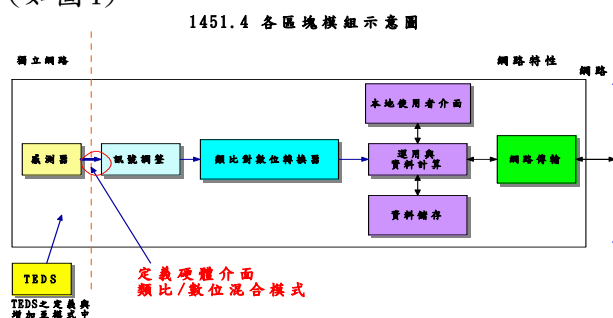 (如圖1)
1451.4 各區塊模組示意圖
獨立網路
網路特性
網路
本地使用者介面
感測器
訊號調整
類比對數位轉換器
運用與
資料計算
網路傳輸
資料儲存
TEDS
定義硬體介面
類比/數位混合模式
TEDS之定義與
增加至模式中